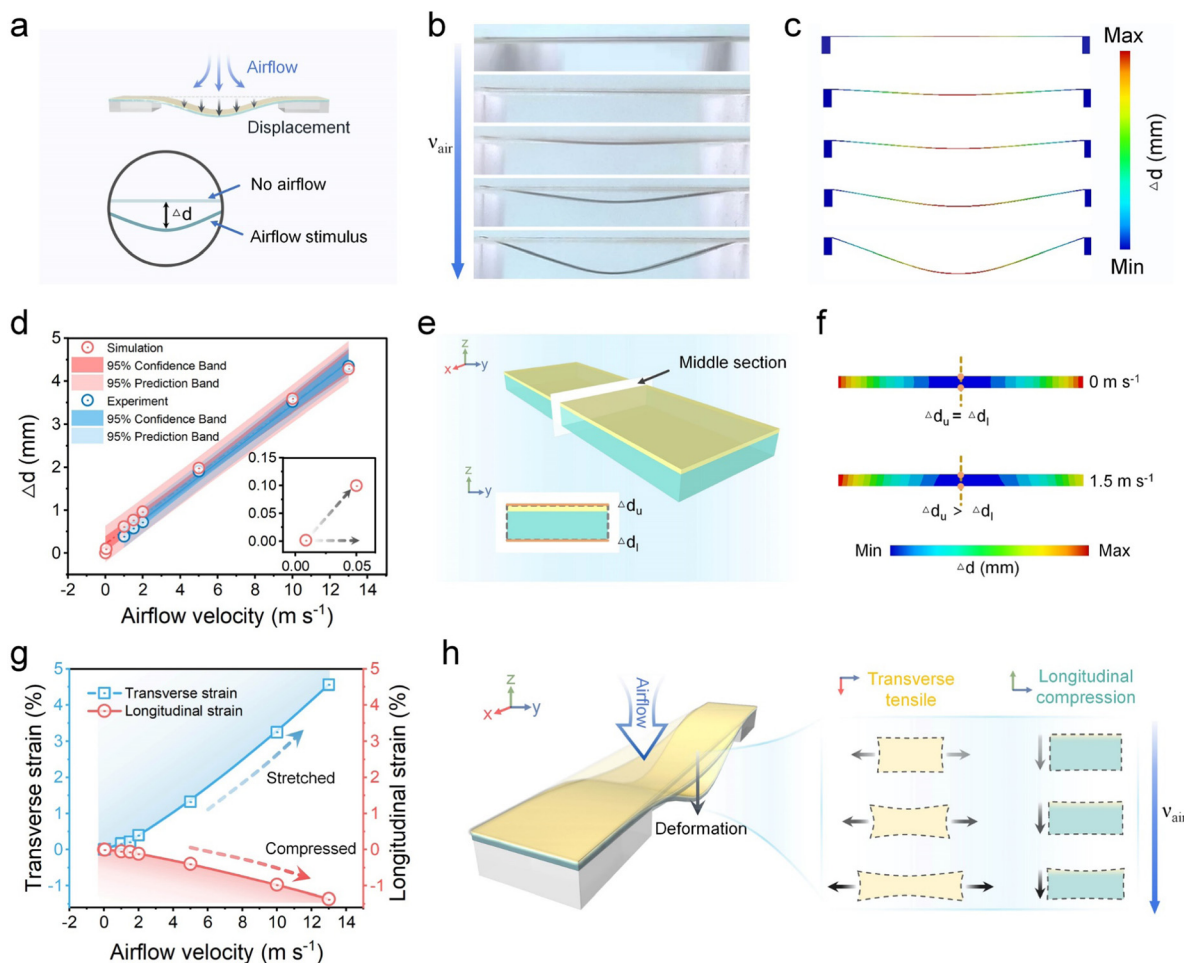 a
Airflow
Displacement
No airflow
△d
Airflow stimulus
b
νair
c
Max
△d (mm)
Min
d
5
4
3
2
1
0
△d (mm)
Simulation
95% Confidence Band
95% Prediction Band
Experiment
95% Confidence Band
95% Prediction Band
0.15
0.10
0.05
0.00
0.00 0.05
-2 0 2 4 6 8 10 12 14
Airflow velocity (m s⁻¹)
e
z
x y
Middle section
z
y
△du
△dl
f
0 m s⁻¹
△du = △dl
1.5 m s⁻¹
△du > △dl
Min Max
△d (mm)
g
5
4
3
2
1
0
-1
Transverse strain (%)
Transverse strain
Longitudinal strain
Stretched
Compressed
5
4
3
2
1
0
-1
Longitudinal strain (%)
-2 0 2 4 6 8 10 12 14
Airflow velocity (m s⁻¹)
h
z
x y
Airflow
Deformation
Transverse
tensile
Longitudinal
compression
νair